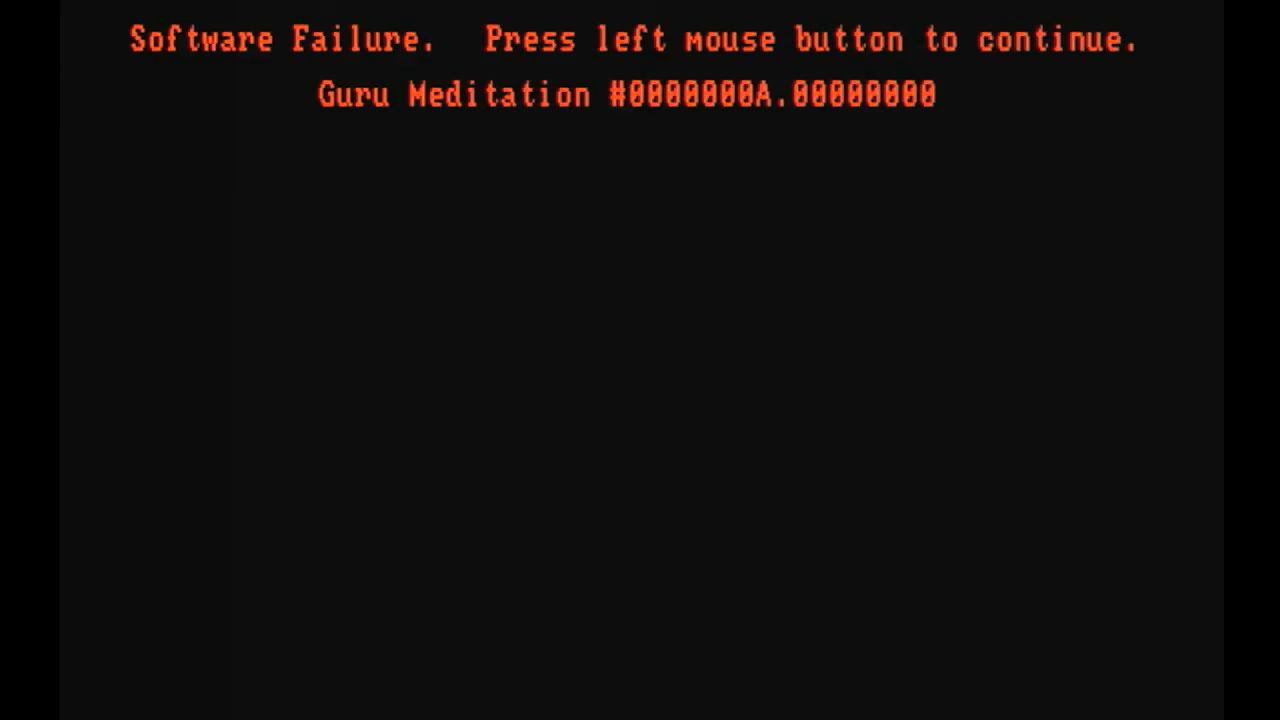 Software Failure.   Press left mouse button to continue.
Guru Meditation #0000000A.00000000